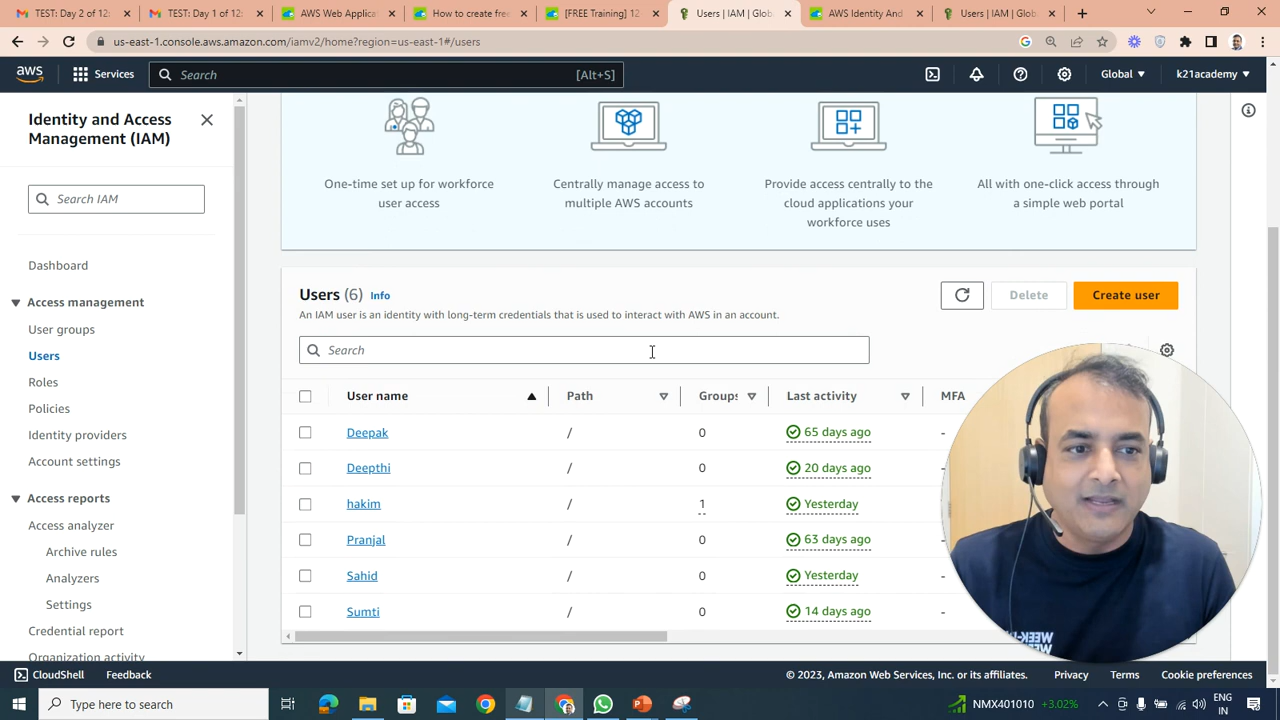 TEST: Day 2 of 12:
TEST: Day 1 of 12:
AWS Web Applica
How to create free
[FREE Training] 12
Users | IAM | Glob
AWS Identity And
Users | IAM | Glob
us-east-1.console.aws.amazon.com/iamv2/home?region=us-east-1#/users
aws
Services
Search
[Alt+S]
Global
k21academy
Identity and Access
Management (IAM)
Search IAM
Dashboard
Access management
User groups
Users
Roles
Policies
Identity providers
Account settings
Access reports
Access analyzer
Archive rules
Analyzers
Settings
Credential report
Organization activity
One-time set up for workforce
user access
Centrally manage access to
multiple AWS accounts
Provide access centrally to the
cloud applications your
workforce uses
All with one-click access through
a simple web portal
Users (6) Info
An IAM user is an identity with long-term credentials that is used to interact with AWS in an account.
Delete
Create user
Search
User name
Path
Groups
Last activity
MFA
Deepak / 0 65 days ago -
Deepthi / 0 20 days ago -
hakim / 1 Yesterday -
Pranjal / 0 63 days ago -
Sahid / 0 Yesterday -
Sumti / 0 14 days ago -
CloudShell
Feedback
© 2023, Amazon Web Services, Inc. or its affiliates.
Privacy
Terms
Cookie preferences
Type here to search
NMX401010 +3.02%
ENG
IN